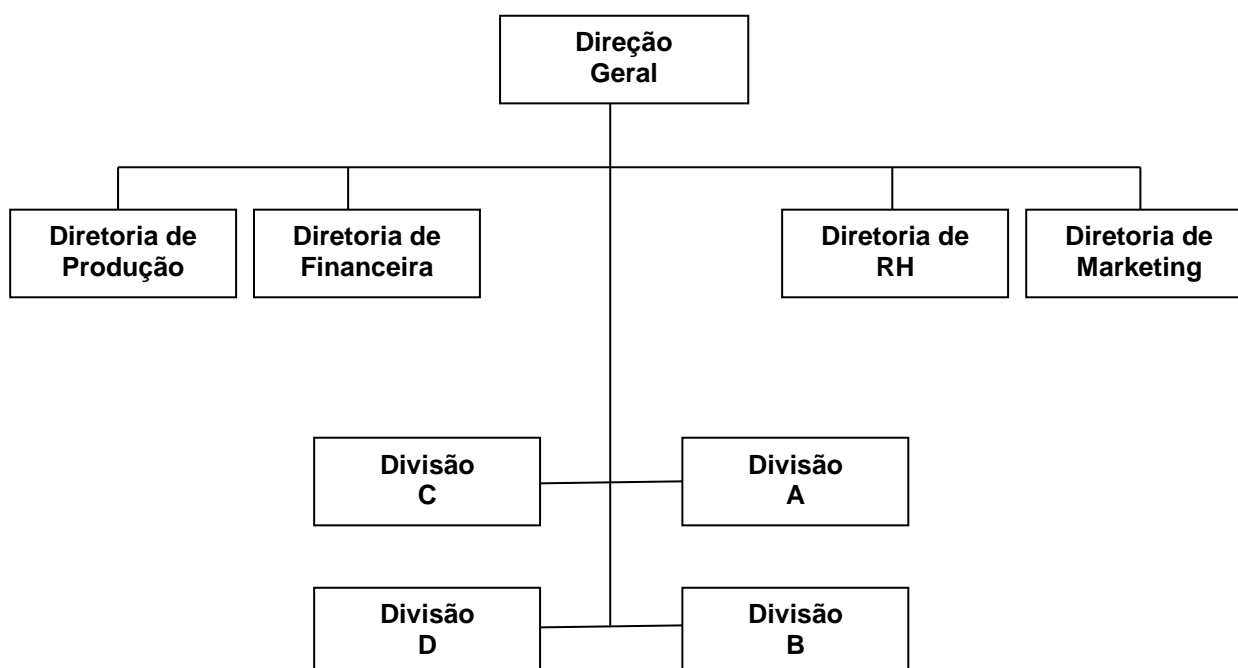 Direção
Geral
Diretoria de
Produção
Diretoria de
Financeira
Diretoria de
RH
Diretoria de
Marketing
Divisão
C
Divisão
A
Divisão
D
Divisão
B